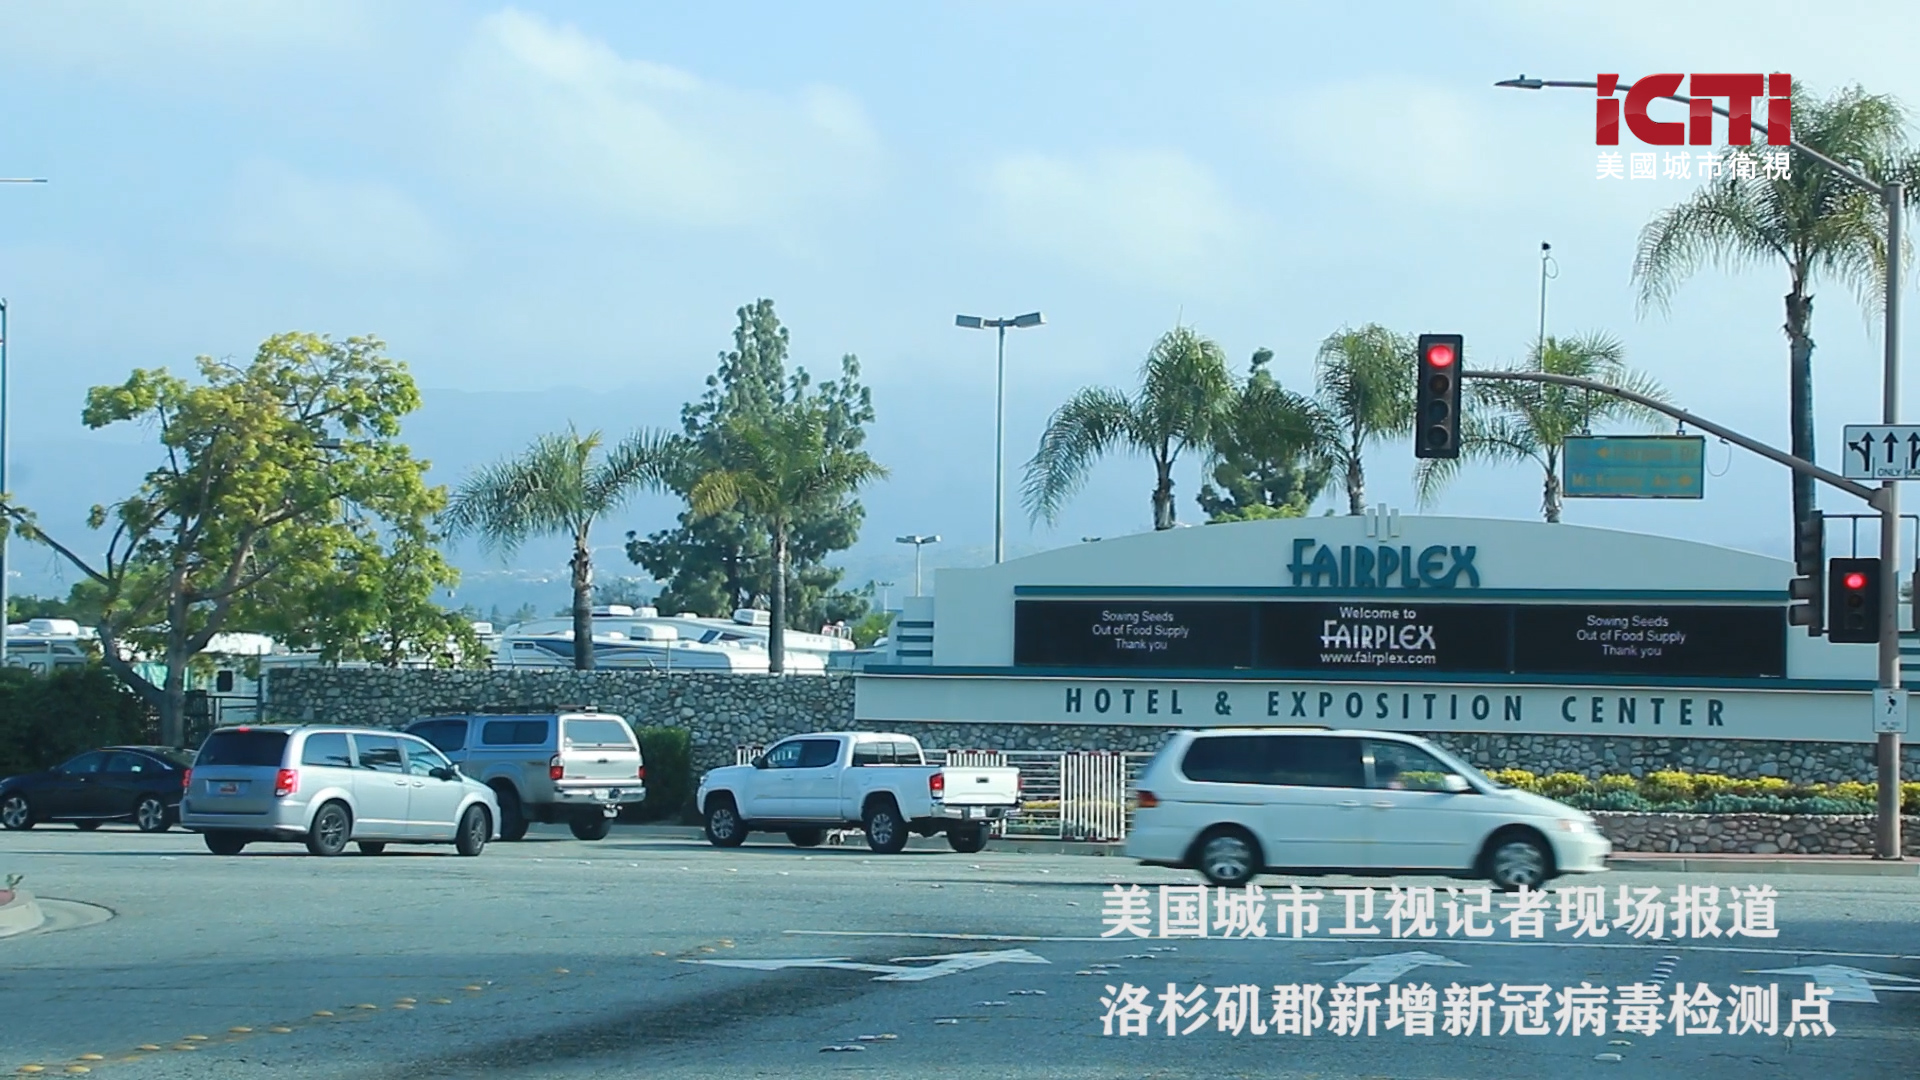 iCiTi
美國城市衛視
FAIRPLEX
Sowing Seeds
Out of Food Supply
Thank you
Welcome to
FAIRPLEX
www.fairplex.com
Sowing Seeds
Out of Food Supply
Thank you
HOTEL & EXPOSITION CENTER
ONLY
美国城市卫视记者现场报道
洛杉矶郡新增新冠病毒检测点